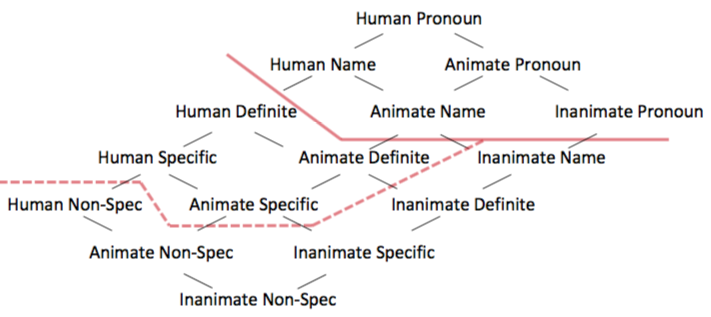 Human Pronoun
Human Name Animate Pronoun
Human Definite Animate Name Inanimate Pronoun
Human Specific Animate Definite Inanimate Name
Human Non-Spec Animate Specific Inanimate Definite
Animate Non-Spec Inanimate Specific
Inanimate Non-Spec